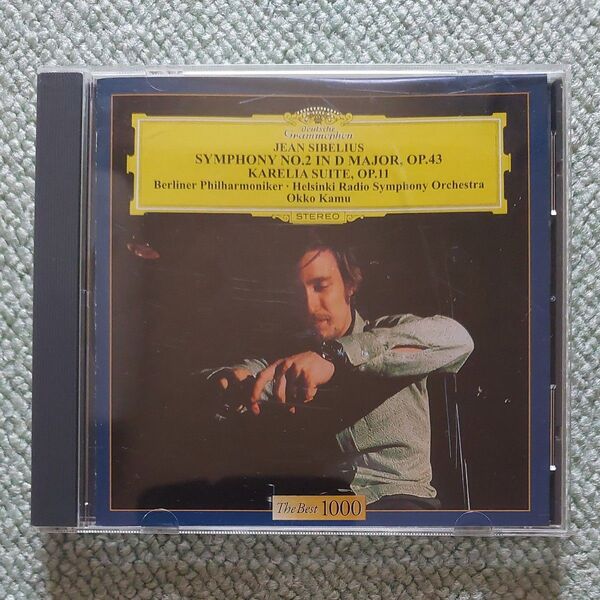 Deutsche
Grammophon
JEAN SIBELIUS
SYMPHONY NO.2 IN D MAJOR, OP.43
KARELIA SUITE, OP.11
Berliner Philharmoniker · Helsinki Radio Symphony Orchestra
Okko Kamu
STEREO
The Best 1000